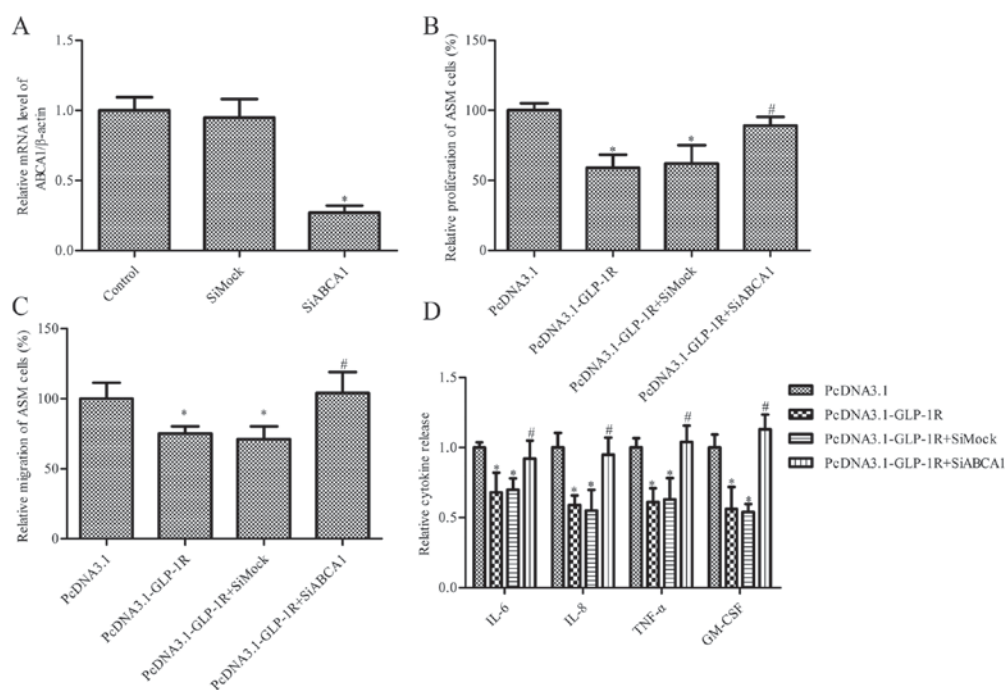 A
Relative mRNA level of
ABCA1/β-actin
1.5
1.0
0.5
0.0
*
Control
SiMock
SiABCA1
B
Relative proliferation of ASM cells (%)
150
100
50
0
*
*
#
PcDNA3.1
PcDNA3.1-GLP-1R
PcDNA3.1-GLP-1R+SiMock
PcDNA3.1-GLP-1R+SiABCA1
C
Relative migration of ASM cells (%)
150
100
50
0
*
*
#
PcDNA3.1
PcDNA3.1-GLP-1R
PcDNA3.1-GLP-1R+SiMock
PcDNA3.1-GLP-1R+SiABCA1
D
Relative cytokine release
1.5
1.0
0.5
0.0
* * #
* * #
* * #
* * #
IL-6
IL-8
TNF-α
GM-CSF
PcDNA3.1
PcDNA3.1-GLP-1R
PcDNA3.1-GLP-1R+SiMock
PcDNA3.1-GLP-1R+SiABCA1